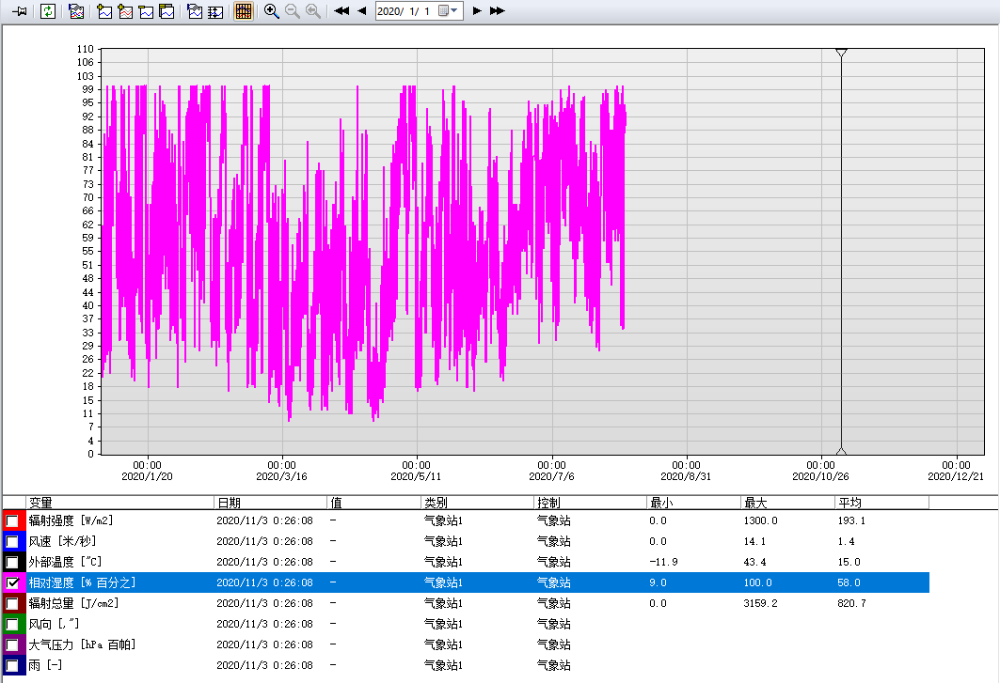 2020/ 1/ 1
110
106
103
99
95
92
88
84
81
77
73
70
66
62
59
55
51
48
44
40
37
33
29
26
22
18
15
11
7
4
0
00:00 00:00 00:00 00:00 00:00 00:00 00:00
2020/1/20 2020/3/16 2020/5/11 2020/7/6 2020/8/31 2020/10/26 2020/12/21
变量 日期 值 类别 控制 最小 最大 平均
辐射强度 [W/m2] 2020/11/3 0:26:08 - 气象站1 气象站 0.0 1300.0 193.1
风速 [米/秒] 2020/11/3 0:26:08 - 气象站1 气象站 0.0 14.1 1.4
外部温度 [°C] 2020/11/3 0:26:08 - 气象站1 气象站 -11.9 43.4 15.0
相对湿度 [% 百分之] 2020/11/3 0:26:08 - 气象站1 气象站 9.0 100.0 58.0
辐射总量 [J/cm2] 2020/11/3 0:26:08 - 气象站1 气象站 0.0 3159.2 820.7
风向 [,"] 2020/11/3 0:26:08 - 气象站1 气象站
大气压力 [hPa 百帕] 2020/11/3 0:26:08 - 气象站1 气象站
雨 [-] 2020/11/3 0:26:08 - 气象站1 气象站